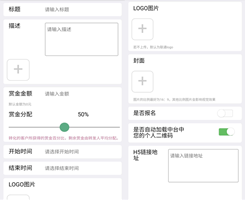 标题
请输入标题
描述
请输入描述
赏金金额
请输入金额
赏金分配
50%
开始时间
请选择开始时间
结束时间
请选择结束时间
LOGO图片
LOGO图片
封面
是否报名
是否自动加载中台中
您的个人二维码
H5链接地
址
请输入链接地址